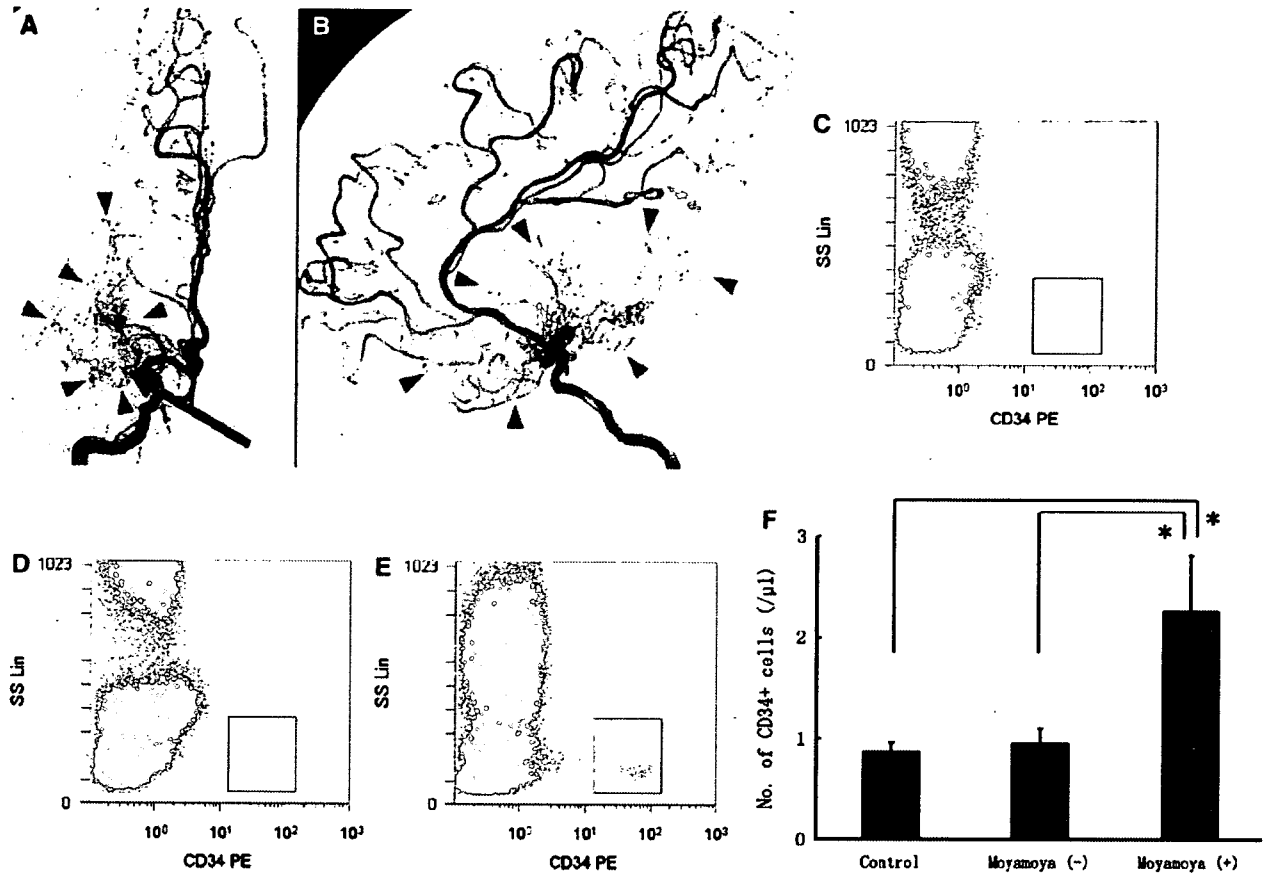 A
B
C
1023
SS Lin
0
10⁰ 10¹ 10² 10³
CD34 PE
D
1023
SS Lin
0
10⁰ 10¹ 10² 10³
CD34 PE
E
1023
SS Lin
0
10⁰ 10¹ 10² 10³
CD34 PE
F
* *
3
2
1
0
No. of CD34+ cells (/μl)
Control Moyamoya (-) Moyamoya (+)